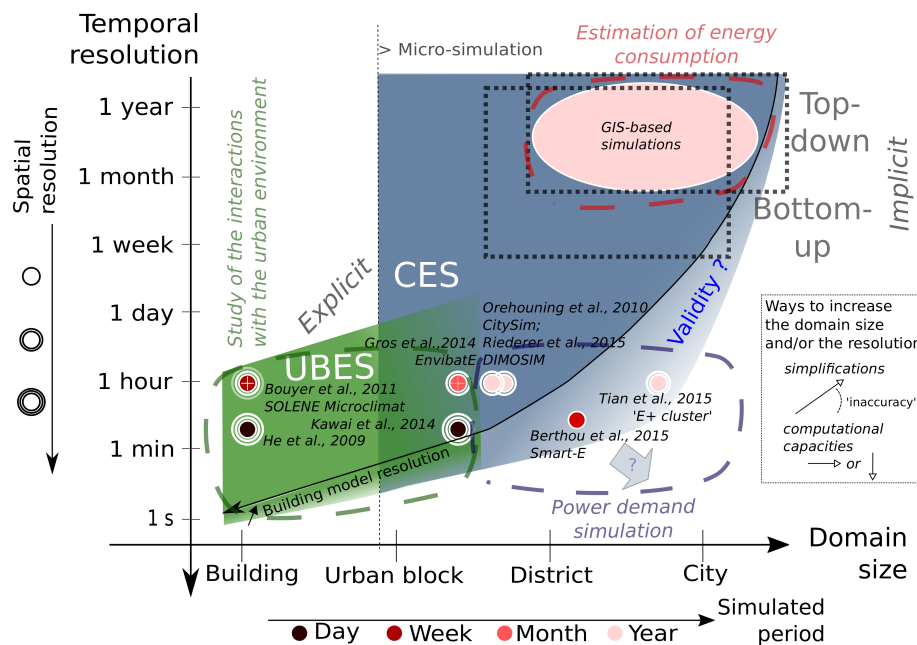 Temporal
resolution
> Micro-simulation
Estimation of energy
consumption
1 year
1 month
1 week
1 day
1 hour
1 min
1 s
Spatial
resolution
Study of the interactions
with the urban environment
Explicit
GIS-based
simulations
Top-
down
Implicit
Bottom-
up
CES
UBES
Validity ?
Orehouning et al., 2010
CitySim;
Gros et al.,2014
Riederer et al., 2015
EnvibatE
DIMOSIM
Bouyer et al., 2011
SOLENE Microclimat
Kawai et al., 2014
He et al., 2009
Tian et al., 2015
'E+ cluster'
Berthou et al., 2015
Smart-E
?
Building model resolution
Power demand
simulation
Ways to increase
the domain size
and/or the resolution
simplifications
'inaccuracy'
computational
capacities
or
Building
Urban block
District
City
Domain
size
Simulated
period
Day
Week
Month
Year